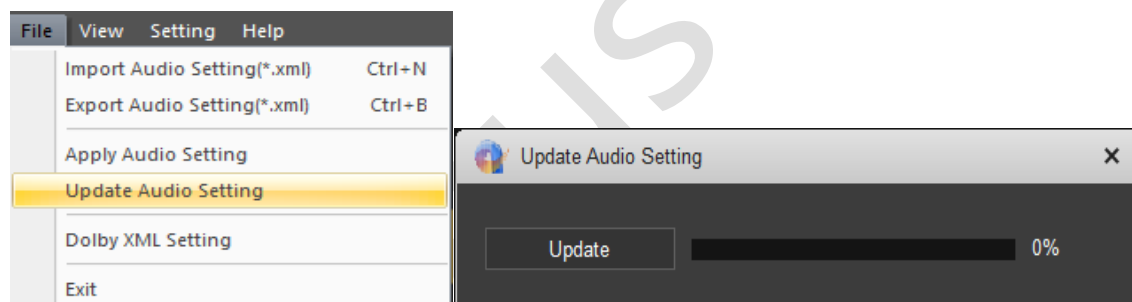 File View Setting Help
Import Audio Setting(*.xml) Ctrl+N
Export Audio Setting(*.xml) Ctrl+B
Apply Audio Setting
Update Audio Setting
Dolby XML Setting
Exit
Update Audio Setting
Update 0%